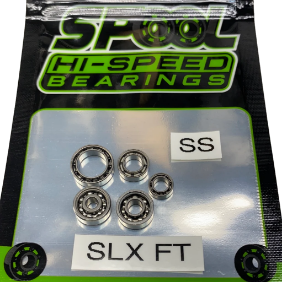 SPOOL
HI-SPEED
BEARINGS
SS
SLX FT